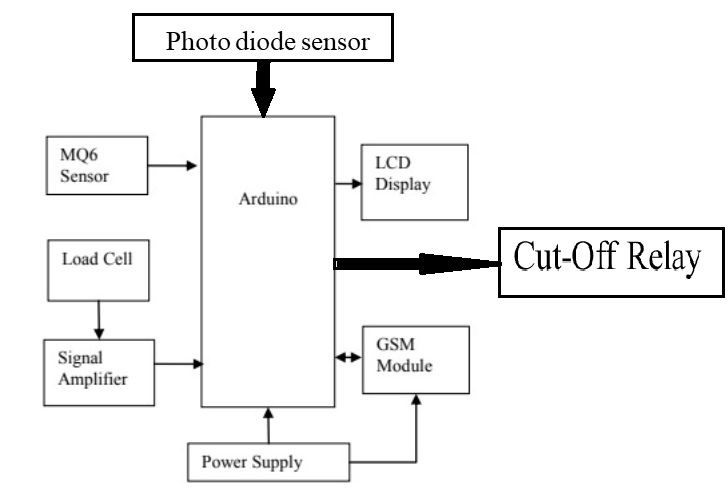 Photo diode sensor
MQ6
Sensor
LCD
Display
Arduino
Load Cell
Cut-Off Relay
Signal
Amplifier
GSM
Module
Power Supply